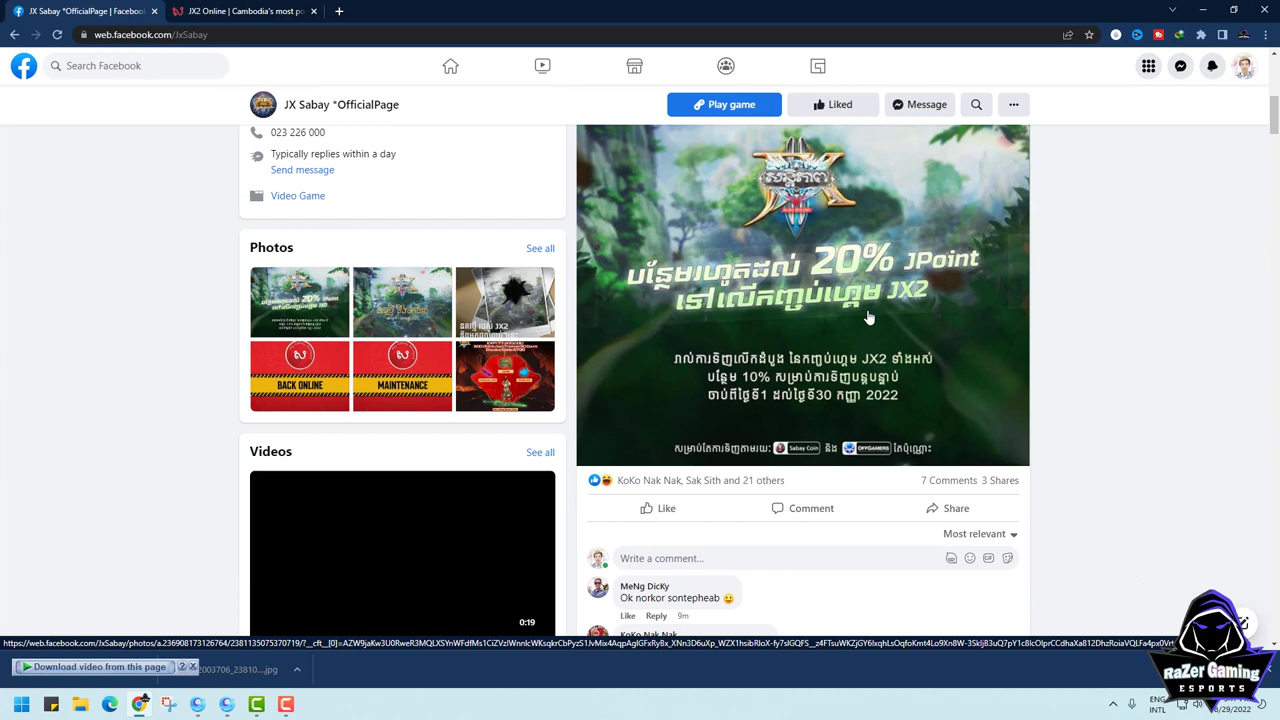 JX Sabay *OfficialPage | Facebook
JX2 Online | Cambodia's most po
web.facebook.com/JxSabay
Search Facebook
JX Sabay *OfficialPage
Play game
Liked
Message
023 226 000
Typically replies within a day
Send message
Video Game
Photos
See all
BACK ONLINE
MAINTENANCE
Videos
See all
0:19
បន្ថែមរហូតដល់ 20% JPoint
ទៅលើកញ្ចប់ហ្គេម JX2
រាល់ការទិញលើកដំបូង នៃកញ្ចប់ហ្គេម JX2 ទាំងអស់
បន្ថែម 10% សម្រាប់ការទិញបន្តបន្ទាប់
ចាប់ពីថ្ងៃទី1 ដល់ថ្ងៃទី30 កញ្ញា 2022
សម្រាប់តែការទិញតាមរយៈ Sabay Coin និង OFFGAMERS តែប៉ុណ្ណោះ
KoKo Nak Nak, Sak Sith and 21 others
7 Comments 3 Shares
Like
Comment
Share
Most relevant
Write a comment...
MeNg DicKy
Ok norkor sontepheab
Like Reply 9m
KoKo Nak Nak
Download video from this page
2003706_23810....jpg
ENG
INTL
RaZer Gaming
ESPORTS